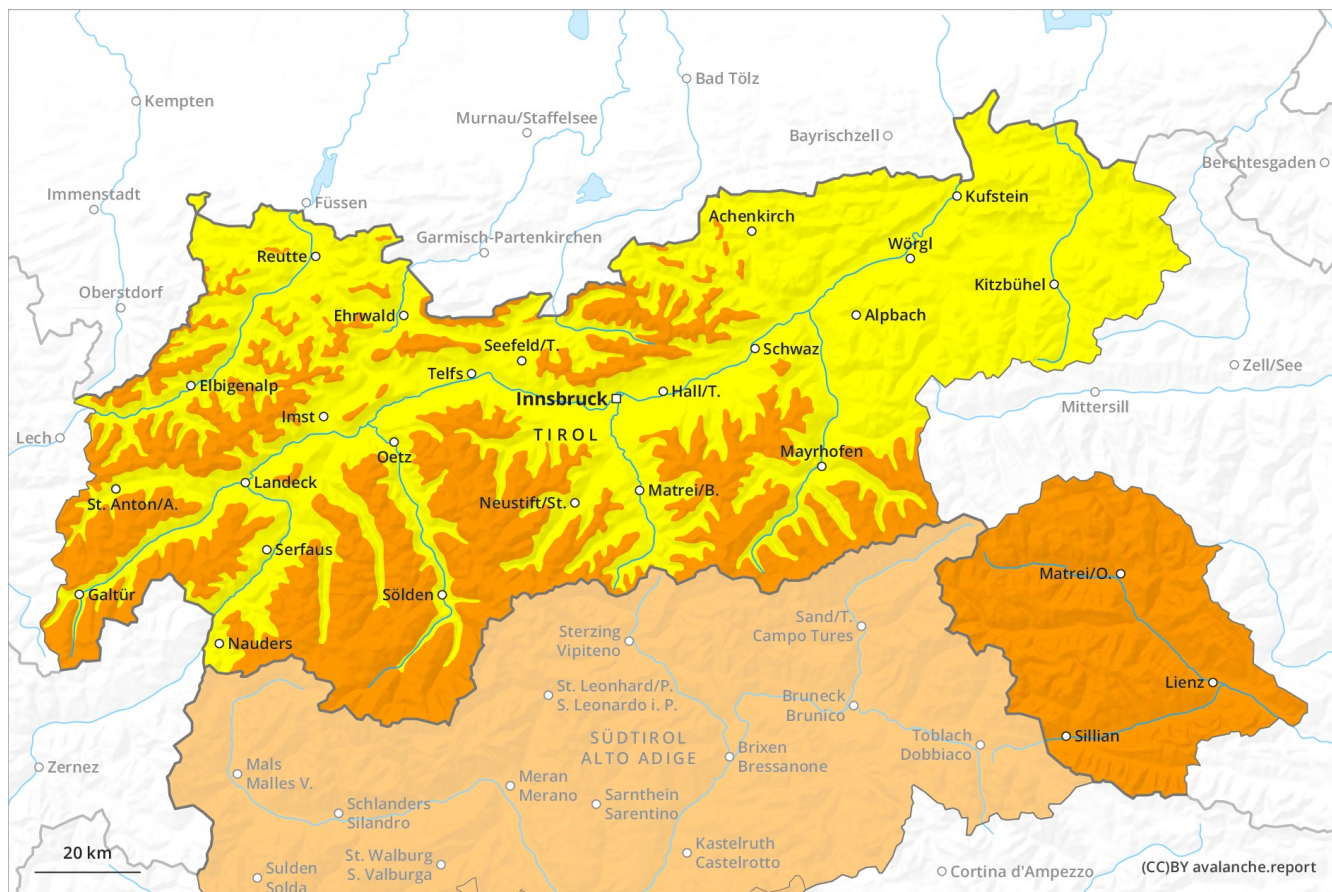 Bad Tölz
Kempten
Murnau/Staffelsee
Bayrischzell
Berchtesgaden
Immenstadt
Füssen
Kufstein
Achenkirch
Garmisch-Partenkirchen
Wörgl
Reutte
Kitzbühel
Oberstdorf
Ehrwald
Alpbach
Seefeld/T.
Schwaz
Zell/See
Telfs
Elbigenalp
Hall/T.
Innsbruck
Mittersill
Imst
Lech
TIROL
Mayrhofen
Oetz
Landeck
Matrei/B.
St. Anton/A.
Neustift/St.
Serfaus
Matrei/O.
Galtür
Sölden
Sand/T.
Campo Tures
Sterzing
Vipiteno
Nauders
Lienz
St. Leonhard/P.
S. Leonardo i. P.
Bruneck
Brunico
Sillian
Toblach
Dobbiaco
SÜDTIROL
ALTO ADIGE
Brixen
Bressanone
Zernez
Mals
Malles V.
Meran
Merano
Sarnthein
Sarentino
Schlanders
Silandro
Kastelruth
Castelrotto
20 km
St. Walburg
S. Valburga
Sulden
Solda
Cortina d'Ampezzo
(CC)BY avalanche.report